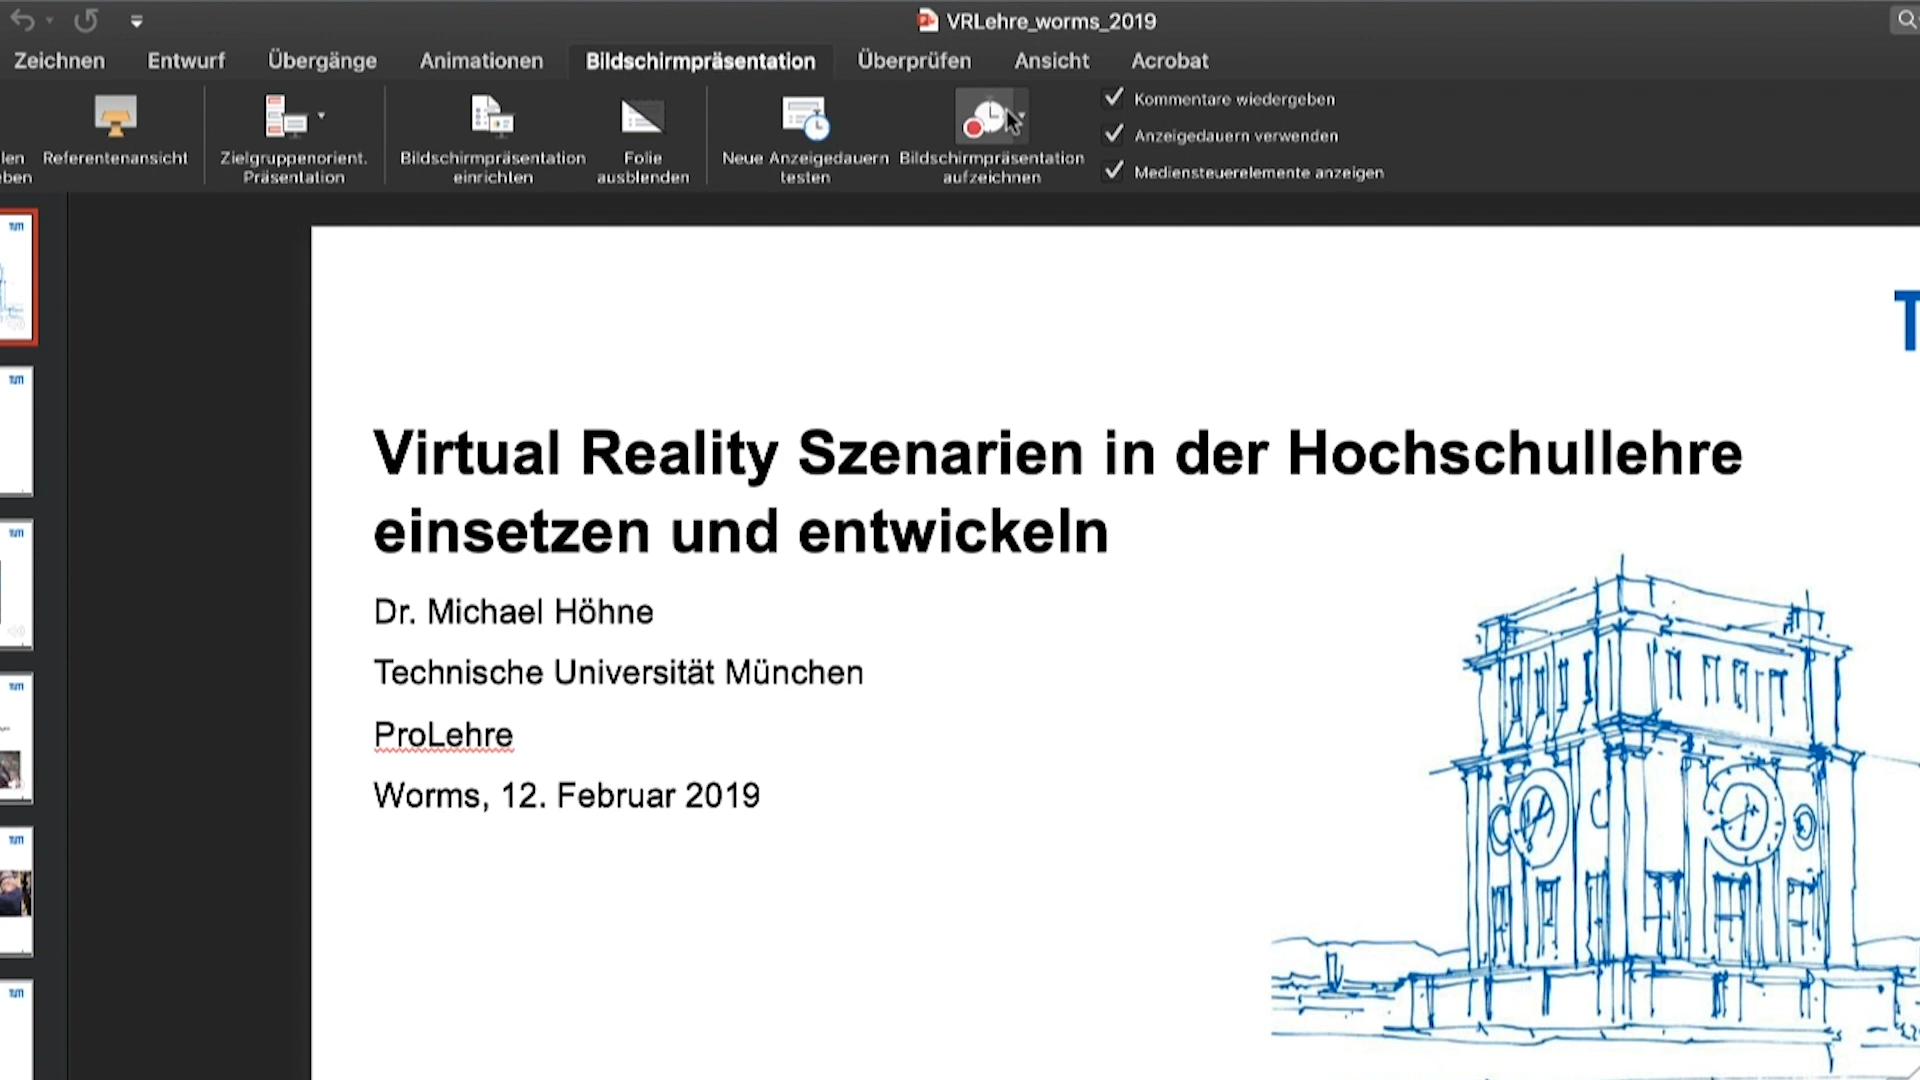 VRLehre_worms_2019
Zeichnen Entwurf Übergänge Animationen Bildschirmpräsentation Überprüfen Ansicht Acrobat
Referentenansicht
Zielgruppenorient.
Präsentation
Bildschirmpräsentation
einrichten
Folie
ausblenden
Neue Anzeigedauern
testen
Bildschirmpräsentation
aufzeichnen
Kommentare wiedergeben
Anzeigedauern verwenden
Mediensteuerelemente anzeigen
Virtual Reality Szenarien in der Hochschullehre
einsetzen und entwickeln
Dr. Michael Höhne
Technische Universität München
ProLehre
Worms, 12. Februar 2019